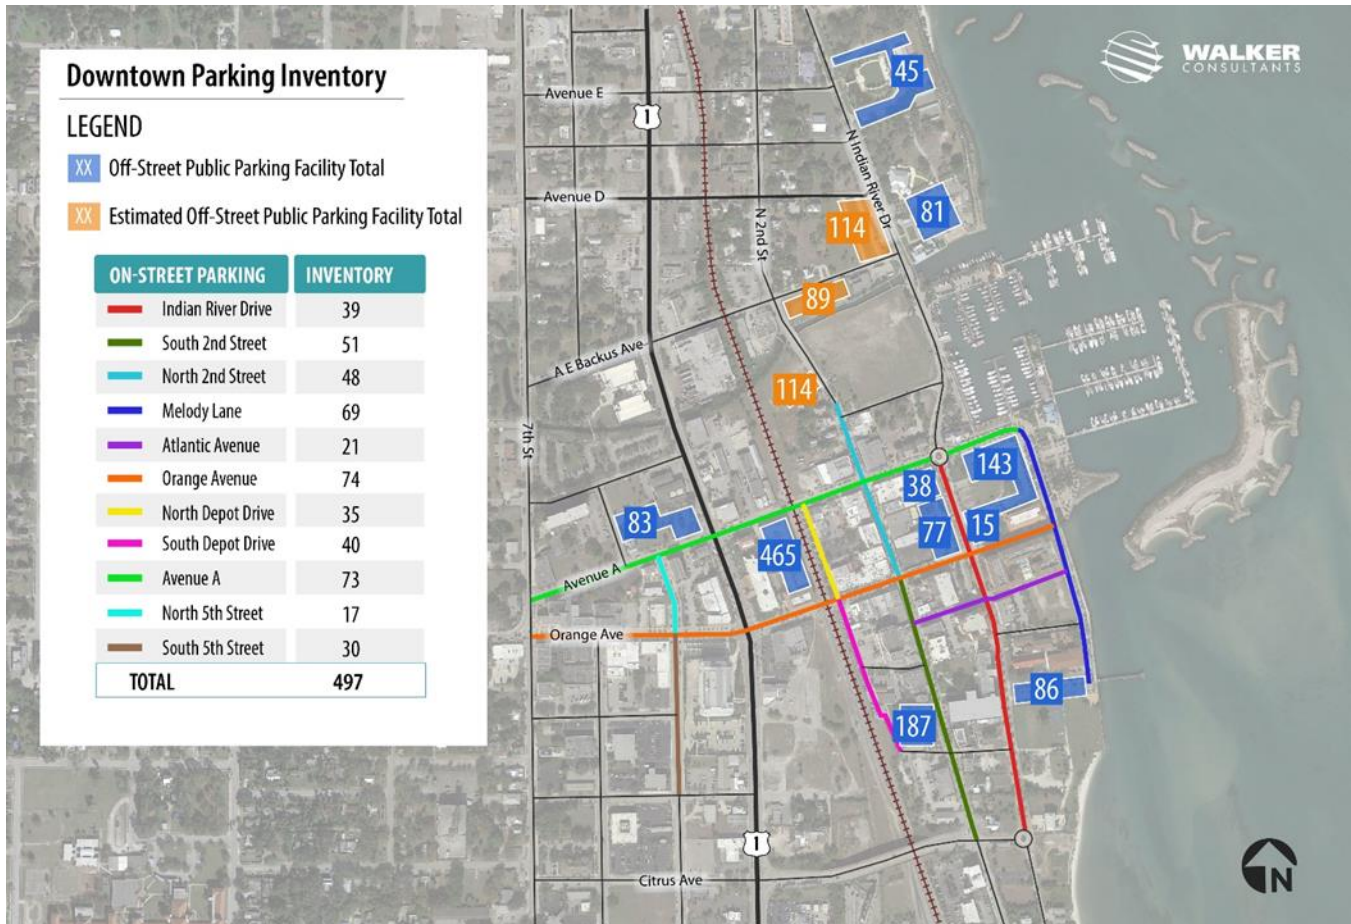 Downtown Parking Inventory
LEGEND
XX Off-Street Public Parking Facility Total
XX Estimated Off-Street Public Parking Facility Total
ON-STREET PARKING INVENTORY
Indian River Drive 39
South 2nd Street 51
North 2nd Street 48
Melody Lane 69
Atlantic Avenue 21
Orange Avenue 74
North Depot Drive 35
South Depot Drive 40
Avenue A 73
North 5th Street 17
South 5th Street 30
TOTAL 497
WALKER
CONSULTANTS
45
Avenue E
1
N Indian River Dr
Avenue D
81
114
N 2nd St
89
A E Backus Ave
114
7th St
143
38
83
77
15
465
Avenue A
Orange Ave
86
187
1
Citrus Ave
N